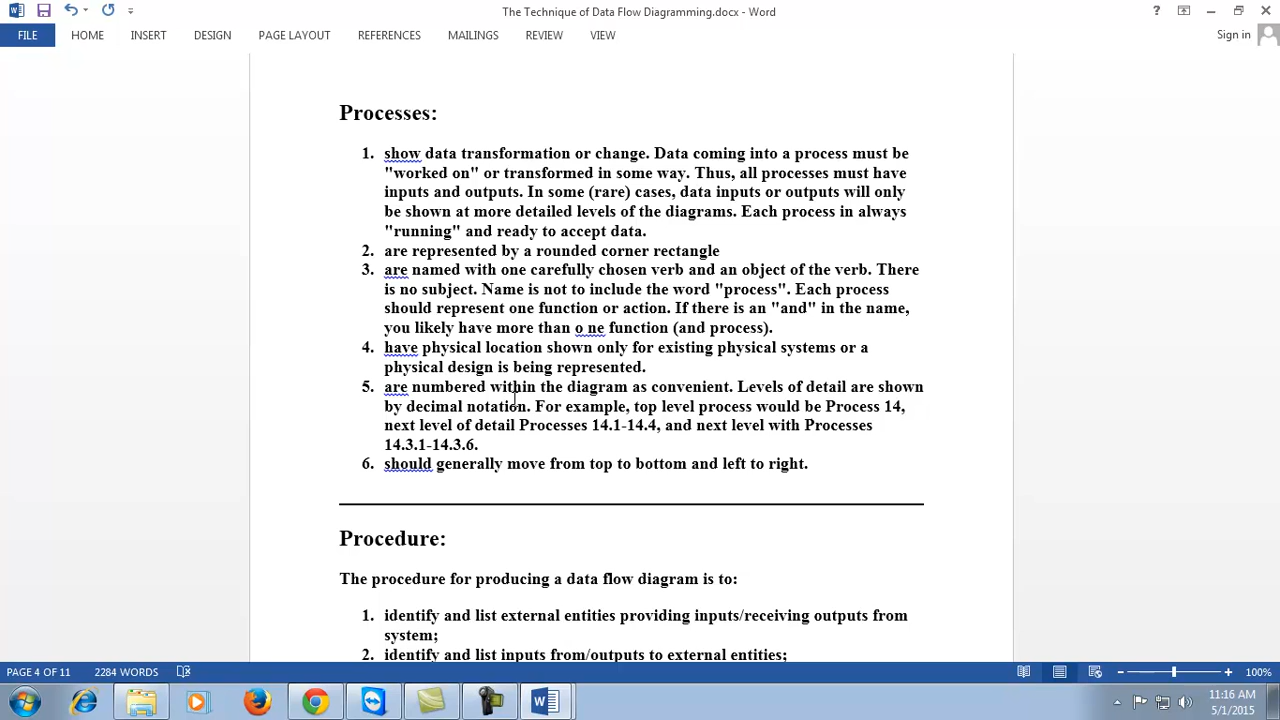 The Technique of Data Flow Diagramming.docx - Word
?
FILE HOME INSERT DESIGN PAGE LAYOUT REFERENCES MAILINGS REVIEW VIEW Sign in
Processes:
1. show data transformation or change. Data coming into a process must be
"worked on" or transformed in some way. Thus, all processes must have
inputs and outputs. In some (rare) cases, data inputs or outputs will only
be shown at more detailed levels of the diagrams. Each process in always
"running" and ready to accept data.
2. are represented by a rounded corner rectangle
3. are named with one carefully chosen verb and an object of the verb. There
is no subject. Name is not to include the word "process". Each process
should represent one function or action. If there is an "and" in the name,
you likely have more than o ne function (and process).
4. have physical location shown only for existing physical systems or a
physical design is being represented.
5. are numbered within the diagram as convenient. Levels of detail are shown
by decimal notation. For example, top level process would be Process 14,
next level of detail Processes 14.1-14.4, and next level with Processes
14.3.1-14.3.6.
6. should generally move from top to bottom and left to right.
Procedure:
The procedure for producing a data flow diagram is to:
1. identify and list external entities providing inputs/receiving outputs from
system;
2. identify and list inputs from/outputs to external entities;
PAGE 4 OF 11 2284 WORDS 100%
11:16 AM
5/1/2015